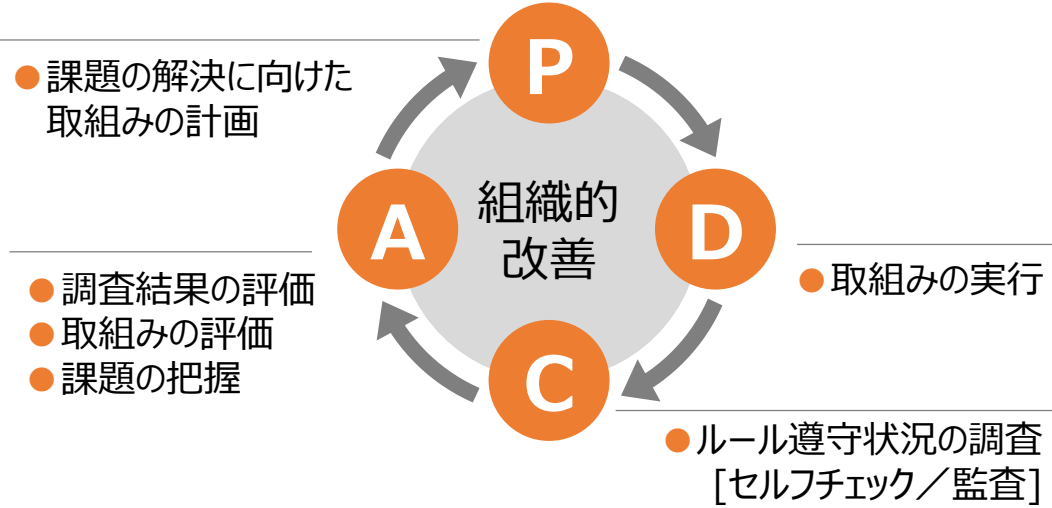 P
●課題の解決に向けた
取組みの計画
組織的
改善
A
D
●調査結果の評価
●取組みの評価
●課題の把握
●取組みの実行
C
●ルール遵守状況の調査
[セルフチェック／監査]